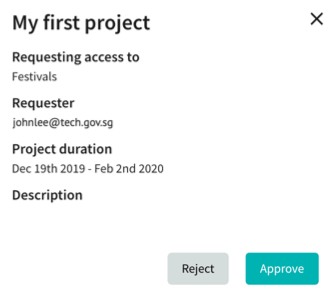 My first project
Requesting access to
Festivals
Requester
johnlee@tech.gov.sg
Project duration
Dec 19th 2019 - Feb 2nd 2020
Description
Reject
Approve